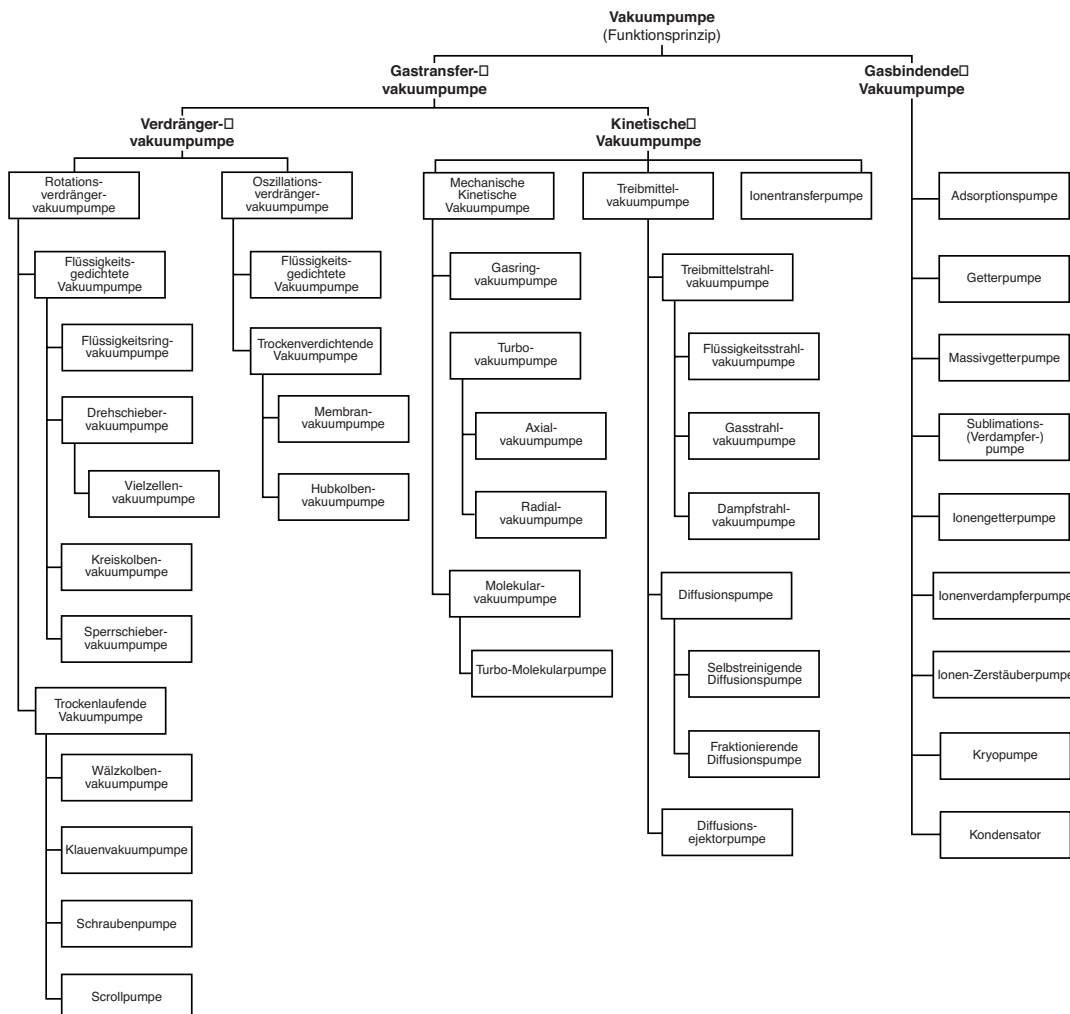 Vakuumpumpe
(Funktionsprinzip)
Gastransfer-□
vakuumpumpe
Gasbindende□
Vakuumpumpe
Verdränger-□
vakuumpumpe
Kinetische□
Vakuumpumpe
Rotations-
verdränger-
vakuumpumpe
Flüssigkeits-
gedichtete
Vakuumpumpe
Flüssigkeitsring-
vakuumpumpe
Drehschieber-
vakuumpumpe
Vielzellen-
vakuumpumpe
Kreiskolben-
vakuumpumpe
Sperrschieber-
vakuumpumpe
Trockenlaufende
Vakuumpumpe
Wälzkolben-
vakuumpumpe
Klauenvakuumpumpe
Schraubenpumpe
Scrollpumpe
Oszillations-
verdränger-
vakuumpumpe
Flüssigkeits-
gedichtete
Vakuumpumpe
Trockenverdichtende
Vakuumpumpe
Membran-
vakuumpumpe
Hubkolben-
vakuumpumpe
Mechanische
Kinetische
Vakuumpumpe
Gasring-
vakuumpumpe
Turbo-
vakuumpumpe
Axial-
vakuumpumpe
Radial-
vakuumpumpe
Molekular-
vakuumpumpe
Turbo-Molekularpumpe
Treibmittel-
vakuumpumpe
Treibmittelstrahl-
vakuumpumpe
Flüssigkeitsstrahl-
vakuumpumpe
Gasstrahl-
vakuumpumpe
Dampfstrahl-
vakuumpumpe
Diffusionspumpe
Selbstreinigende
Diffusionspumpe
Fraktionierende
Diffusionspumpe
Diffusions-
ejektorpumpe
Ionentransferpumpe
Adsorptionspumpe
Getterpumpe
Massivgetterpumpe
Sublimations-
(Verdampfer-)
pumpe
Ionengetterpumpe
Ionenverdampferpumpe
Ionen-Zerstäuberpumpe
Kryopumpe
Kondensator